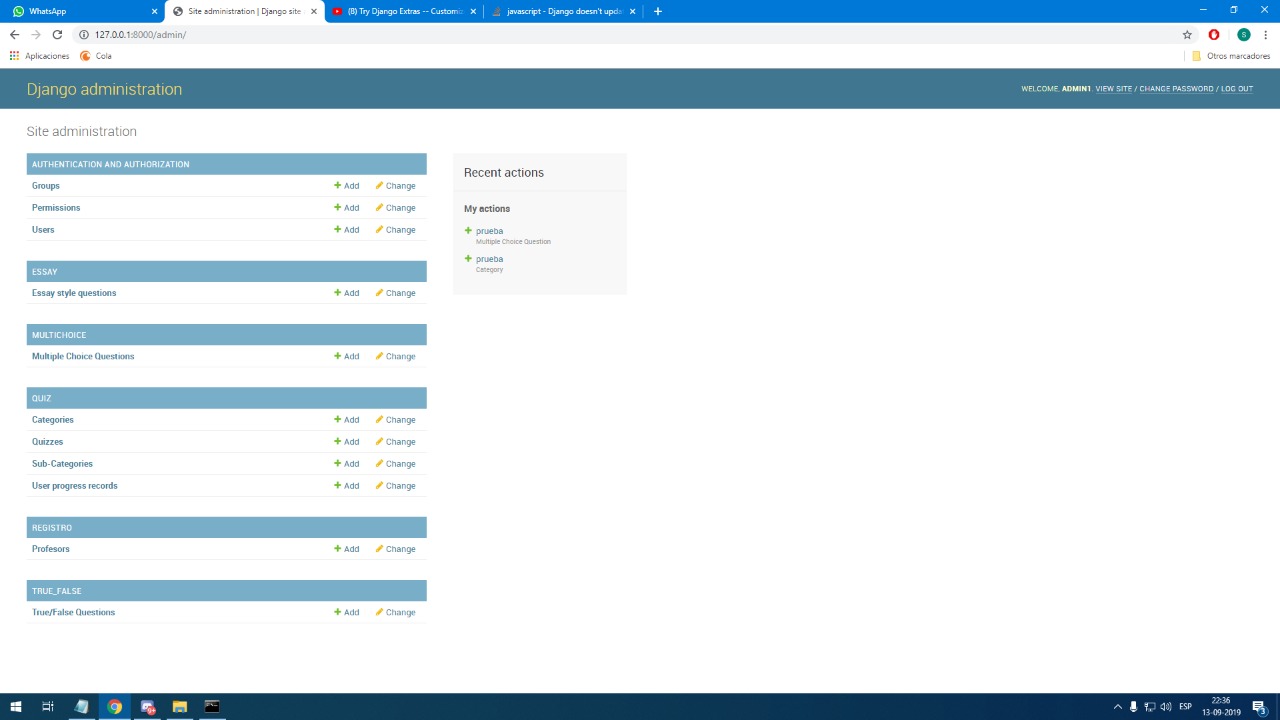 WhatsApp
Site administration | Django site
(8) Try Django Extras -- Customiz
javascript - Django doesn't upda
127.0.0.1:8000/admin/
S
Aplicaciones
Cola
Otros marcadores
Django administration
WELCOME, ADMIN1. VIEW SITE / CHANGE PASSWORD / LOG OUT
Site administration
AUTHENTICATION AND AUTHORIZATION
Groups Add Change
Permissions Add Change
Users Add Change
ESSAY
Essay style questions Add Change
MULTICHOICE
Multiple Choice Questions Add Change
QUIZ
Categories Add Change
Quizzes Add Change
Sub-Categories Add Change
User progress records Add Change
REGISTRO
Profesors Add Change
TRUE_FALSE
True/False Questions Add Change
Recent actions
My actions
prueba
Multiple Choice Question
prueba
Category
ESP
22:36
13-09-2019
3